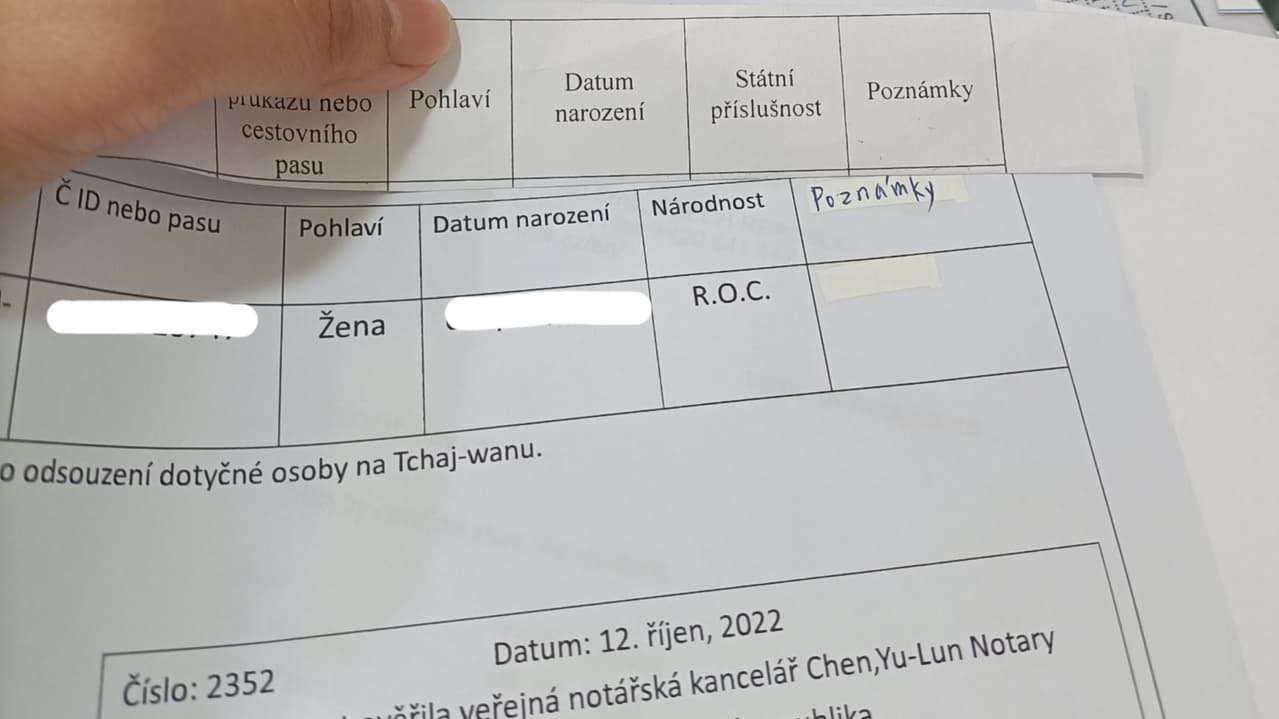 průkazu nebo
cestovního
pasu
Pohlaví
Datum
narození
Státní
příslušnost
Poznámky
Č ID nebo pasu
Pohlaví
Datum narození
Národnost
Poznámky
Žena
R.O.C.
o odsouzení dotyčné osoby na Tchaj-wanu.
Číslo: 2352
Datum: 12. říjen, 2022
veřejná notářská kancelář Chen,Yu-Lun Notary